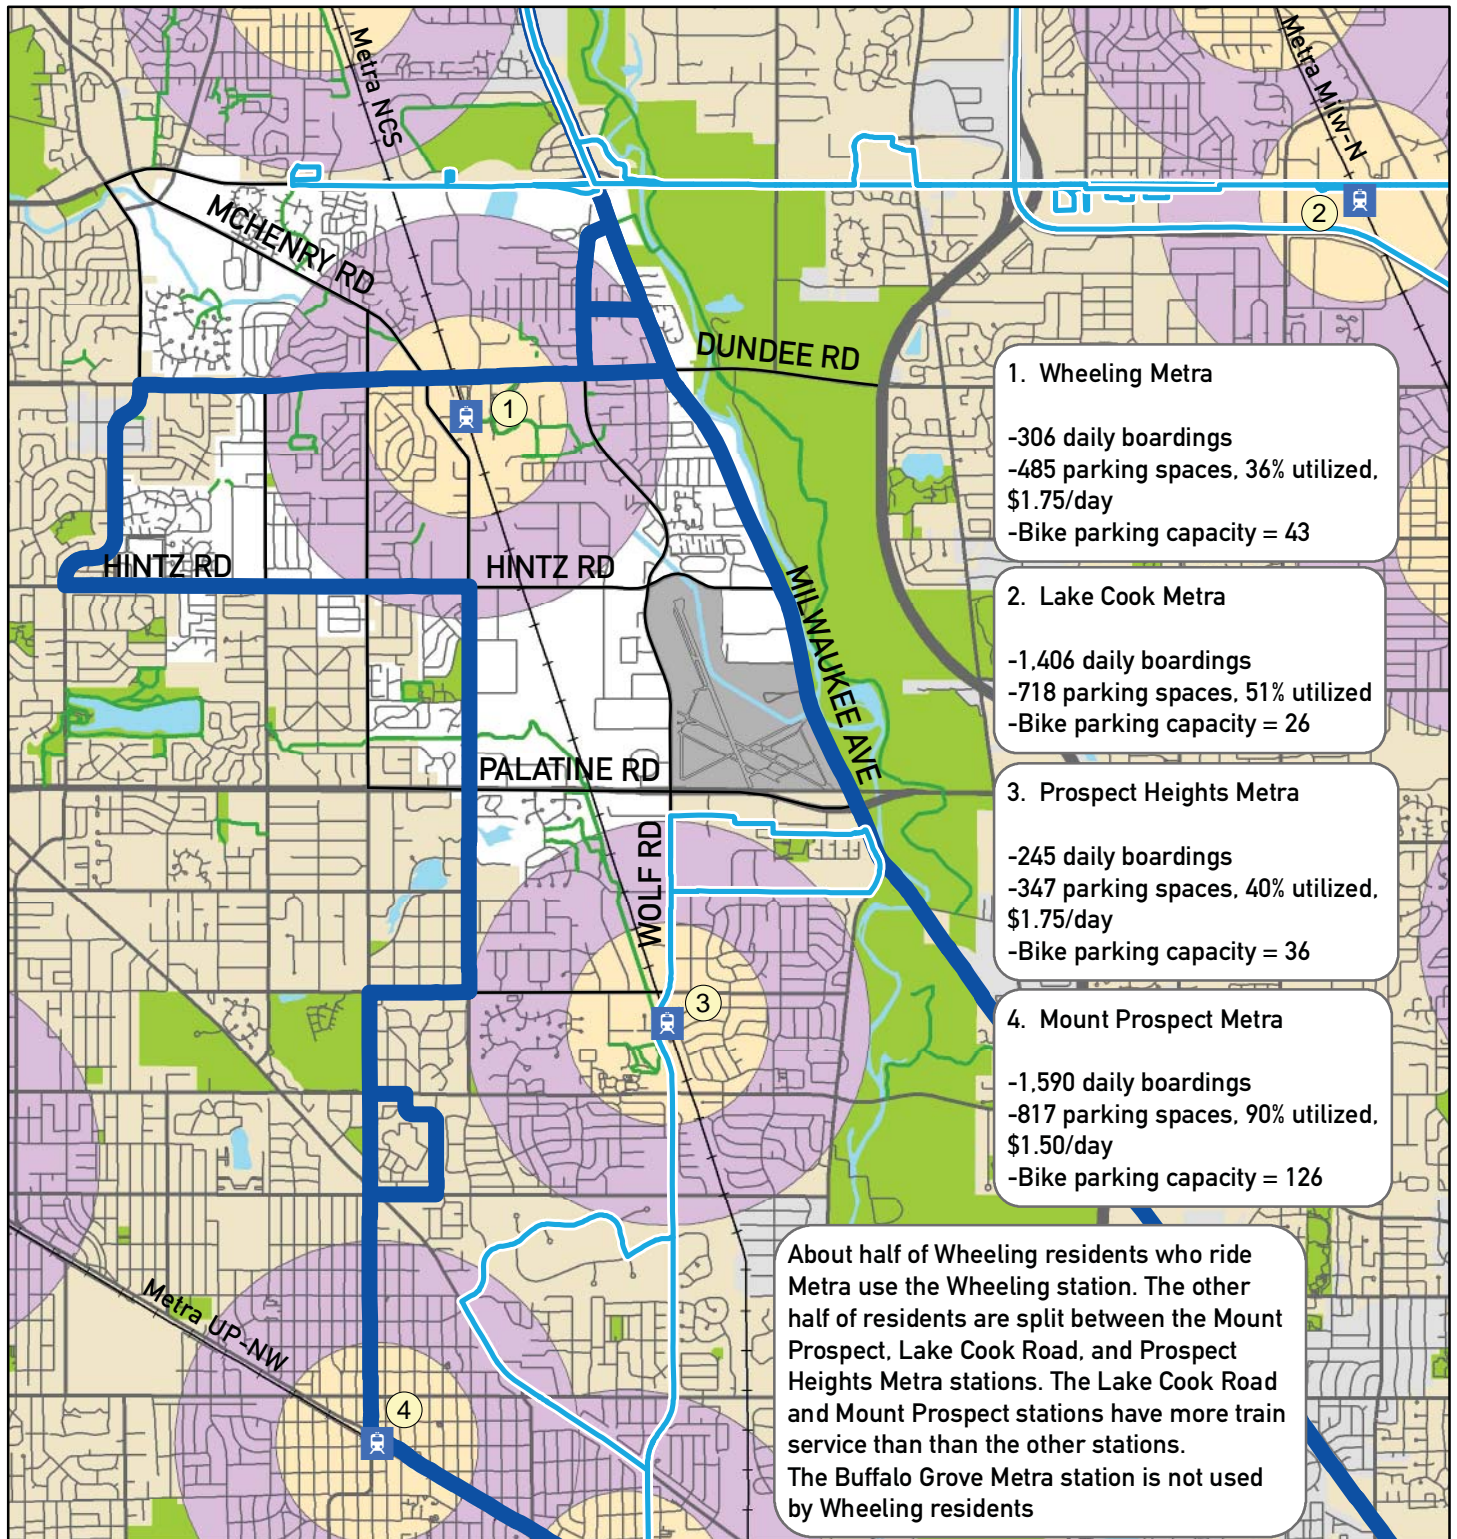 Metra NCS
Metra Milw-N
2
MCHENRY RD
DUNDEE RD
1
HINTZ RD
HINTZ RD
MILWAUKEE AVE
PALATINE RD
WOLF RD
3
Metra UP-NW
4
1. Wheeling Metra
-306 daily boardings
-485 parking spaces, 36% utilized,
$1.75/day
-Bike parking capacity = 43
2. Lake Cook Metra
-1,406 daily boardings
-718 parking spaces, 51% utilized
-Bike parking capacity = 26
3. Prospect Heights Metra
-245 daily boardings
-347 parking spaces, 40% utilized,
$1.75/day
-Bike parking capacity = 36
4. Mount Prospect Metra
-1,590 daily boardings
-817 parking spaces, 90% utilized,
$1.50/day
-Bike parking capacity = 126
About half of Wheeling residents who ride
Metra use the Wheeling station. The other
half of residents are split between the Mount
Prospect, Lake Cook Road, and Prospect
Heights Metra stations. The Lake Cook Road
and Mount Prospect stations have more train
service than than the other stations.
The Buffalo Grove Metra station is not used
by Wheeling residents